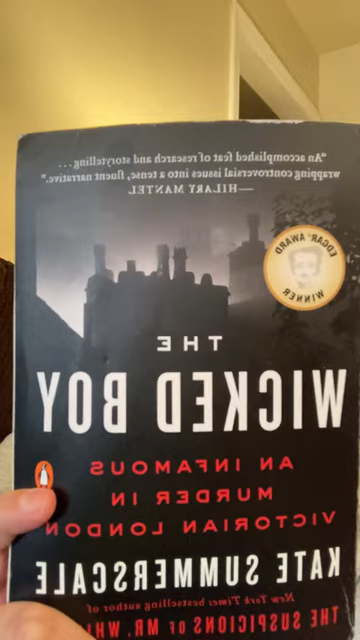 "An accomplished feat of research and storytelling . . .
wrapping controversial issues into a tense, fluent narrative."
—HILARY MANTEL
EDGAR® AWARD
WINNER
THE
WICKED BOY
AN INFAMOUS
MURDER IN
VICTORIAN LONDON
KATE SUMMERSCALE
New York Times bestselling author of
THE SUSPICIONS OF MR. WHI